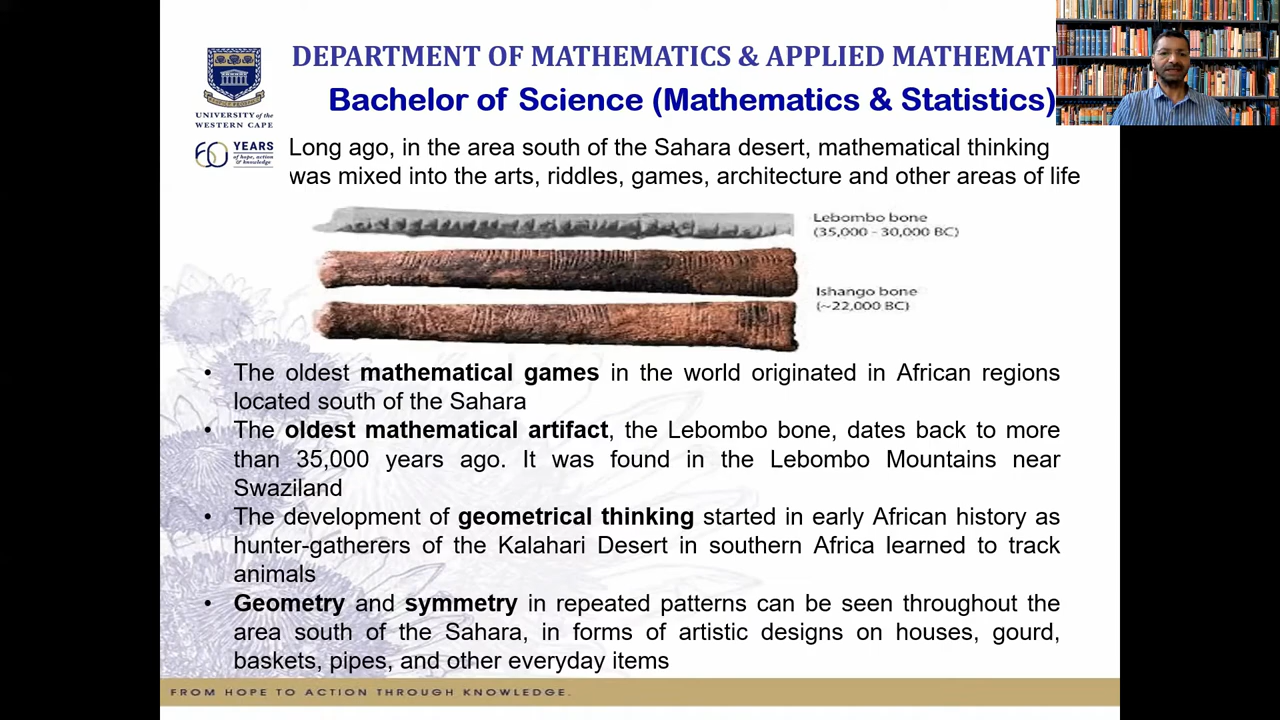 DEPARTMENT OF MATHEMATICS & APPLIED MATHEMATI
Bachelor of Science (Mathematics & Statistics)
UNIVERSITY of the
WESTERN CAPE
60 YEARS
of hope, action
& knowledge
Long ago, in the area south of the Sahara desert, mathematical thinking
was mixed into the arts, riddles, games, architecture and other areas of life
Lebombo bone
(35,000 - 30,000 BC)
Ishango bone
(~22,000 BC)
• The oldest mathematical games in the world originated in African regions
located south of the Sahara
• The oldest mathematical artifact, the Lebombo bone, dates back to more
than 35,000 years ago. It was found in the Lebombo Mountains near
Swaziland
• The development of geometrical thinking started in early African history as
hunter-gatherers of the Kalahari Desert in southern Africa learned to track
animals
• Geometry and symmetry in repeated patterns can be seen throughout the
area south of the Sahara, in forms of artistic designs on houses, gourd,
baskets, pipes, and other everyday items
FROM HOPE TO ACTION THROUGH KNOWLEDGE.